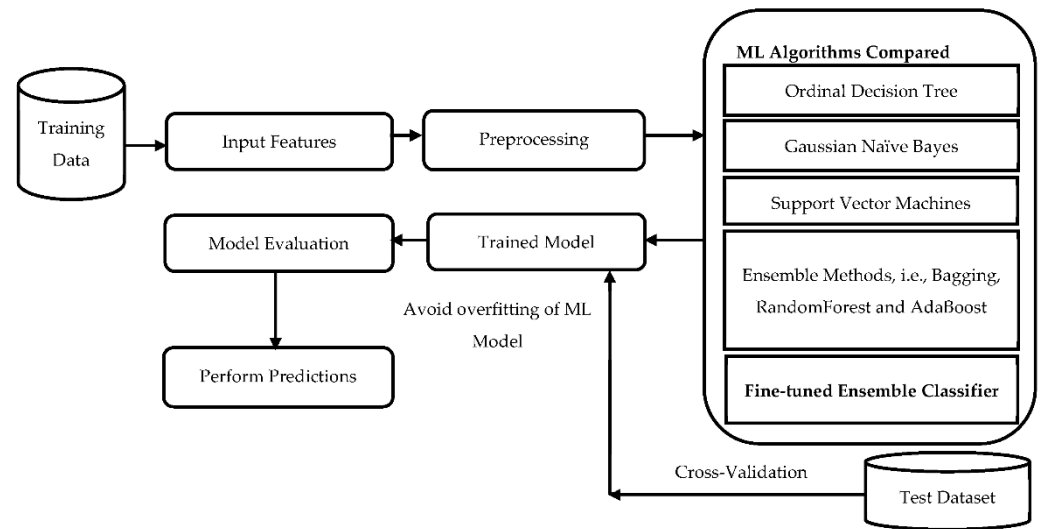 ML Algorithms Compared
Ordinal Decision Tree
Training
Data
Input Features
Preprocessing
Gaussian Naïve Bayes
Support Vector Machines
Model Evaluation
Trained Model
Ensemble Methods, i.e., Bagging,
RandomForest and AdaBoost
Avoid overfitting of ML
Model
Perform Predictions
Fine-tuned Ensemble Classifier
Cross-Validation
Test Dataset